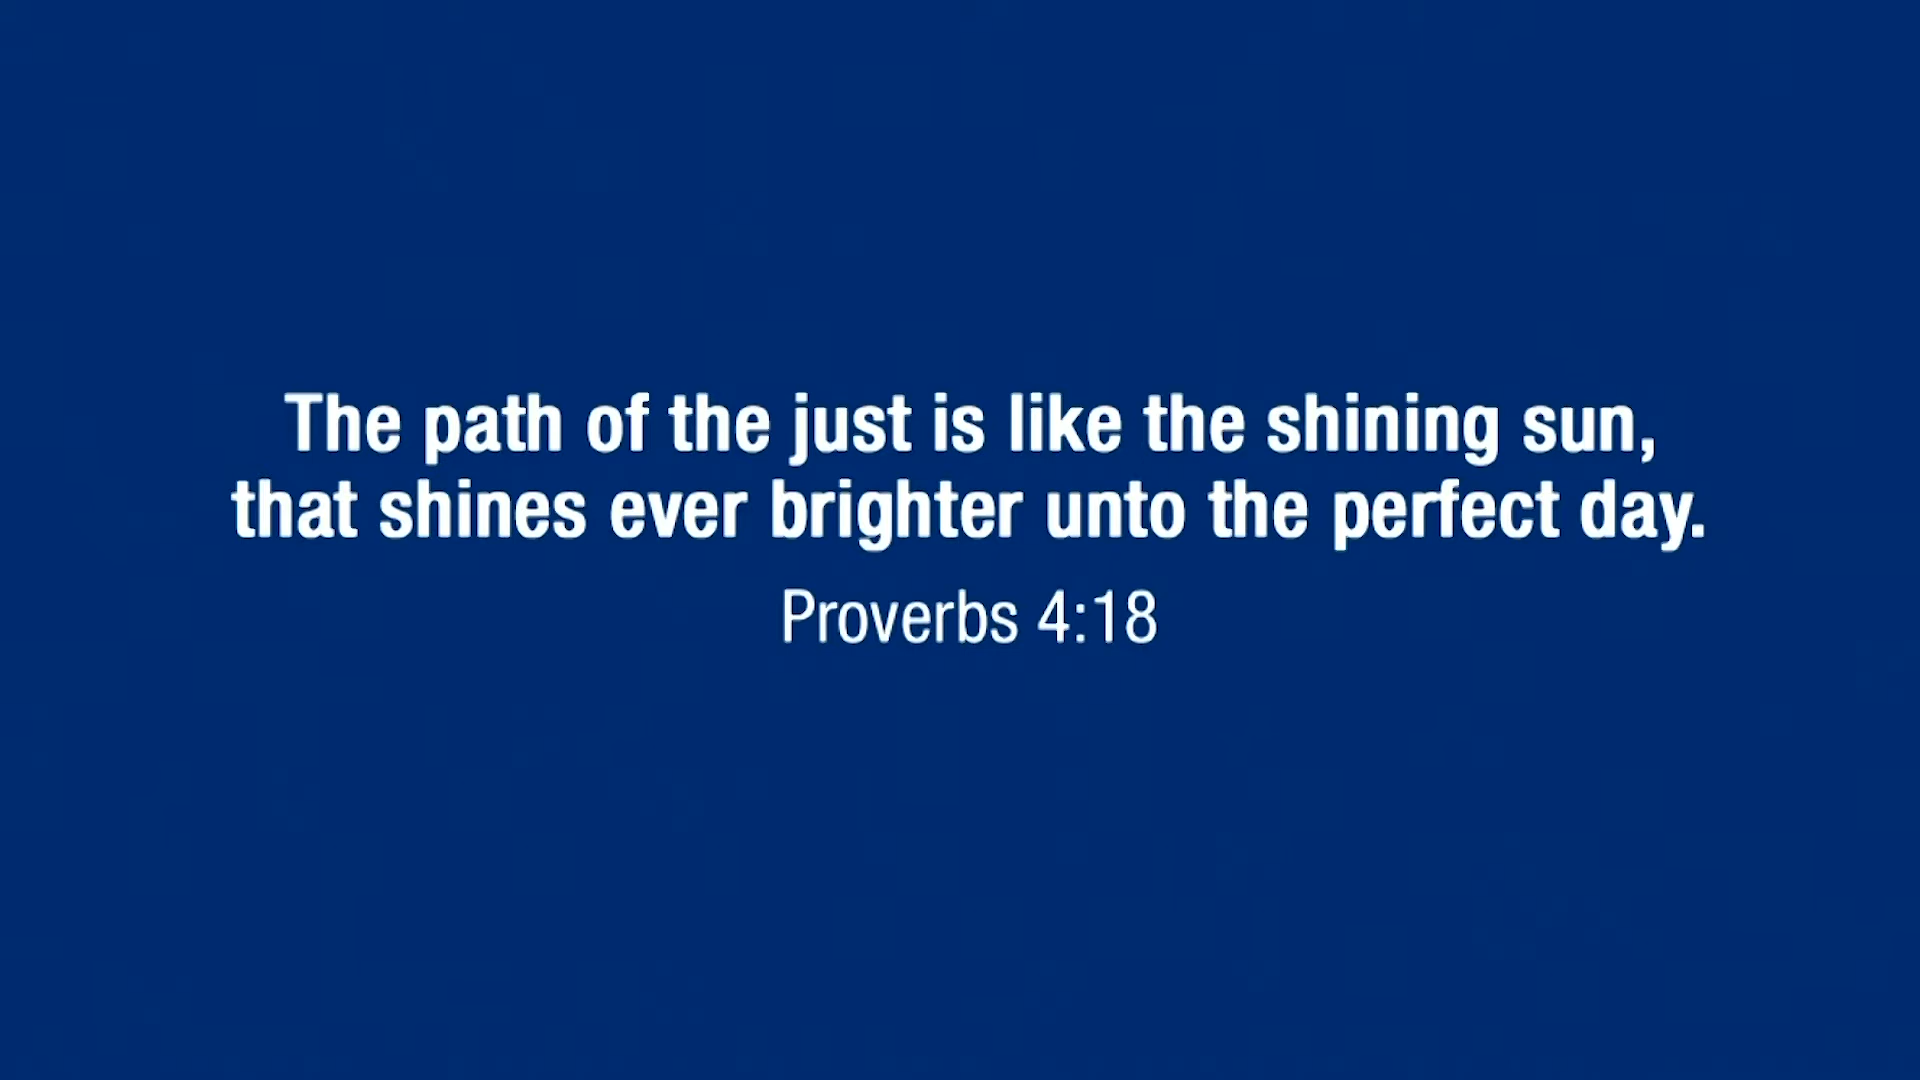 The path of the just is like the shining sun,
that shines ever brighter unto the perfect day.
Proverbs 4:18